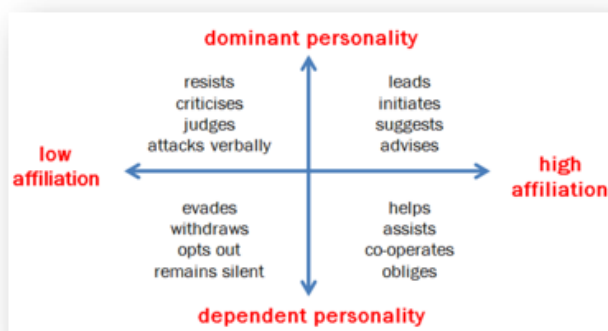 dominant personality
resists
criticises
judges
attacks verbally
leads
initiates
suggests
advises
low
affiliation
high
affiliation
evades
withdraws
opts out
remains silent
helps
assists
co-operates
obliges
dependent personality